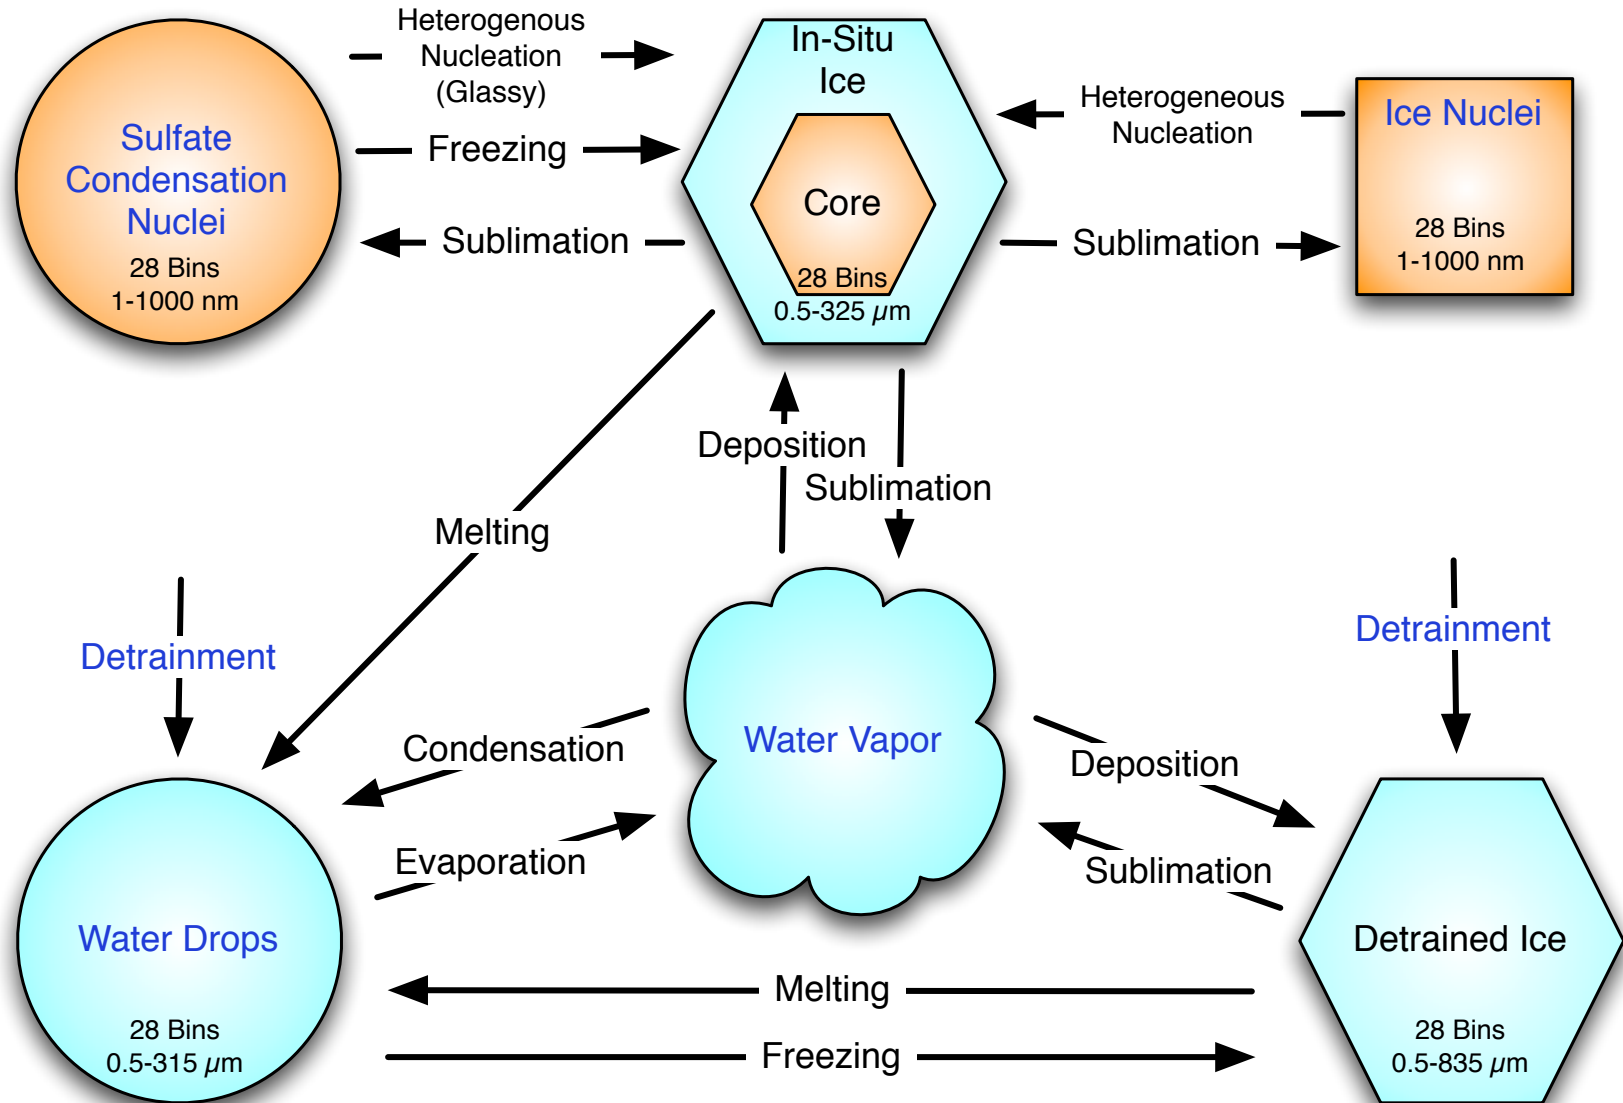 Heterogenous
Nucleation
(Glassy)
In-Situ
Ice
Heterogeneous
Nucleation
Ice Nuclei
Sulfate
Condensation
Nuclei
Freezing
Core
28 Bins
1-1000 nm
Sublimation
Sublimation
28 Bins
1-1000 nm
28 Bins
0.5-325 µm
Deposition
Sublimation
Melting
Detrainment
Detrainment
Condensation
Water Vapor
Deposition
Evaporation
Sublimation
Water Drops
Detrained Ice
Melting
28 Bins
0.5-315 µm
Freezing
28 Bins
0.5-835 µm